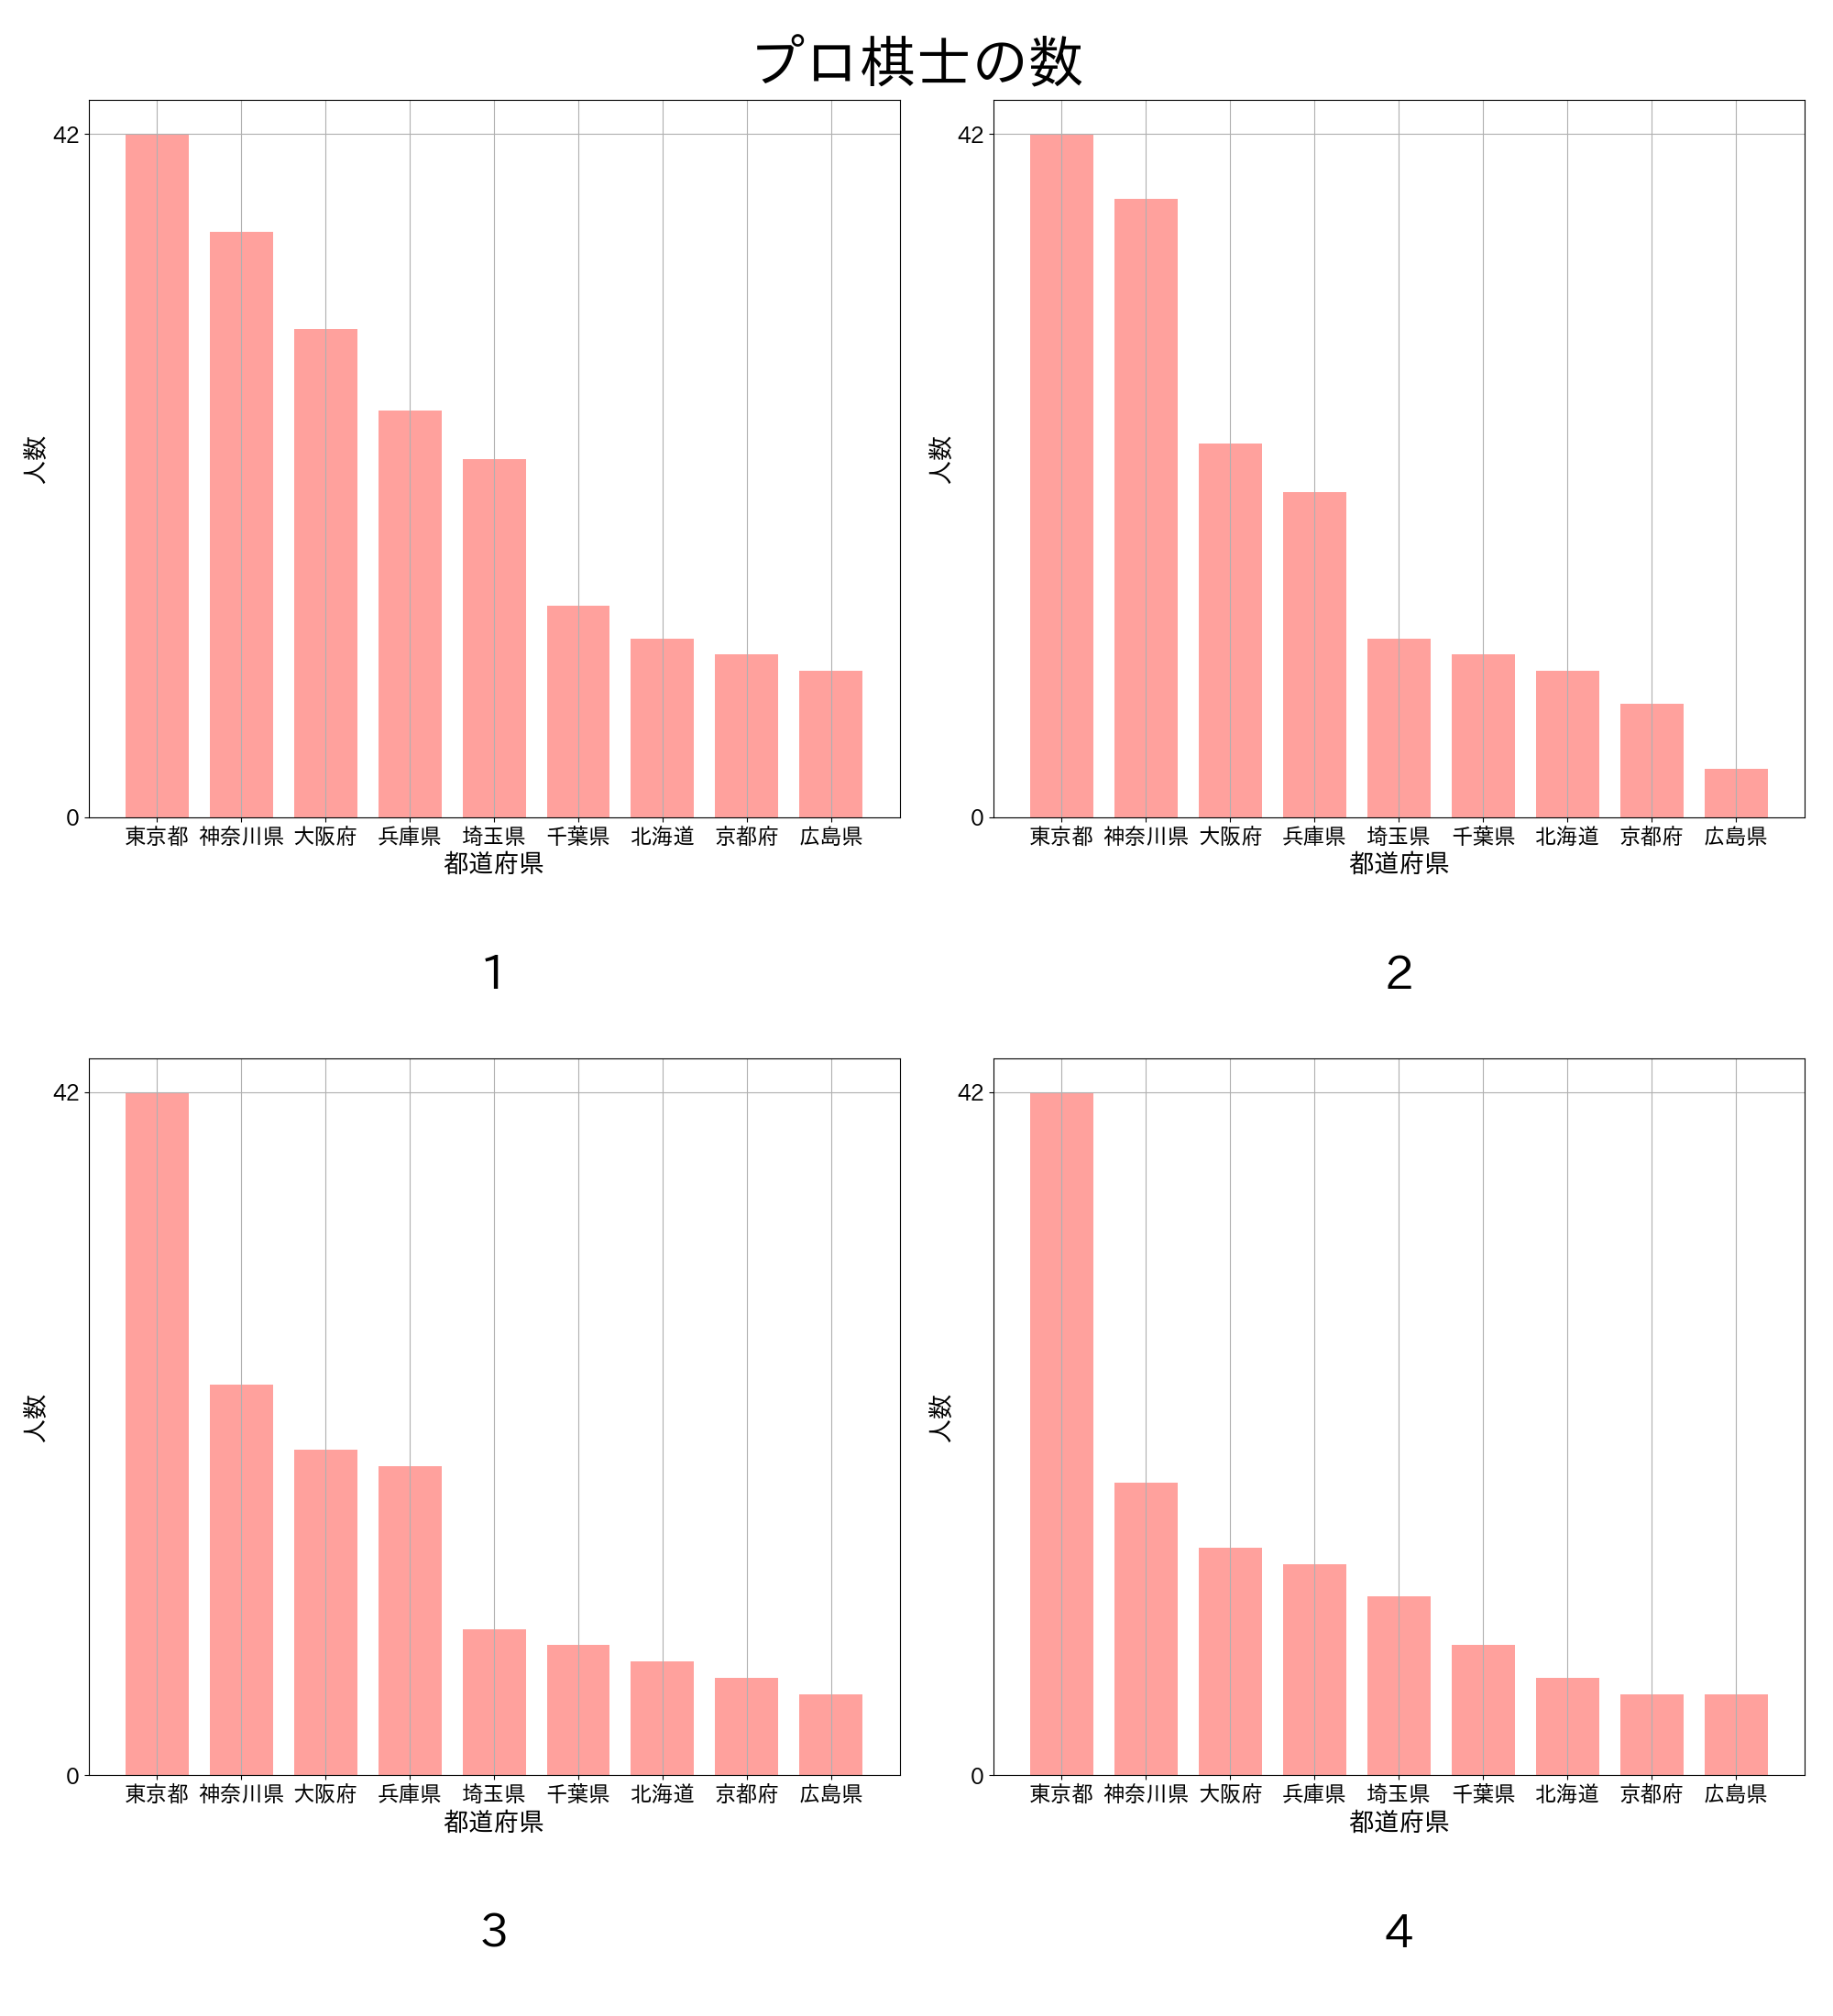 プロ棋士の数
42
0
人数
東京都 神奈川県 大阪府 兵庫県 埼玉県 千葉県 北海道 京都府 広島県
都道府県
1
42
0
人数
東京都 神奈川県 大阪府 兵庫県 埼玉県 千葉県 北海道 京都府 広島県
都道府県
2
42
0
人数
東京都 神奈川県 大阪府 兵庫県 埼玉県 千葉県 北海道 京都府 広島県
都道府県
3
42
0
人数
東京都 神奈川県 大阪府 兵庫県 埼玉県 千葉県 北海道 京都府 広島県
都道府県
4